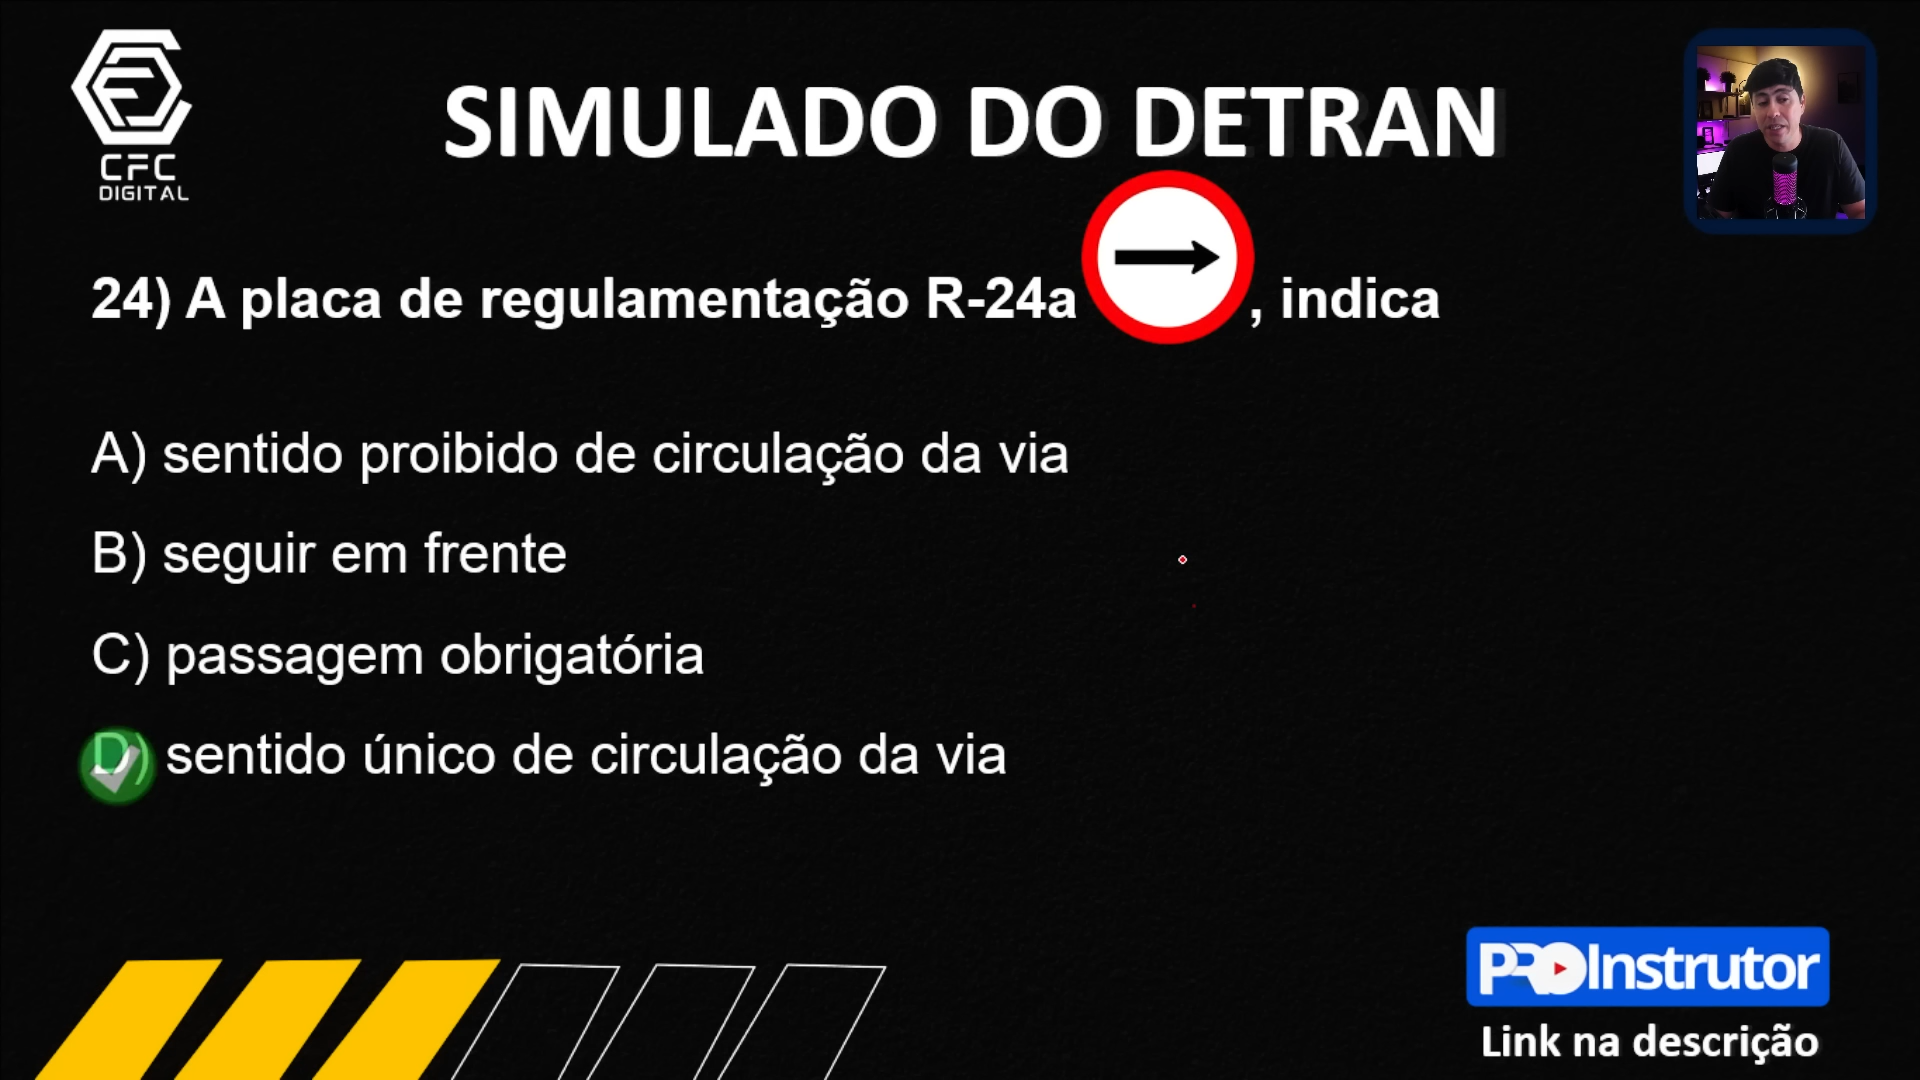 CFC
DIGITAL
SIMULADO DO DETRAN
24) A placa de regulamentação R-24a , indica
A) sentido proibido de circulação da via
B) seguir em frente
C) passagem obrigatória
D) sentido único de circulação da via
PROInstrutor
Link na descrição